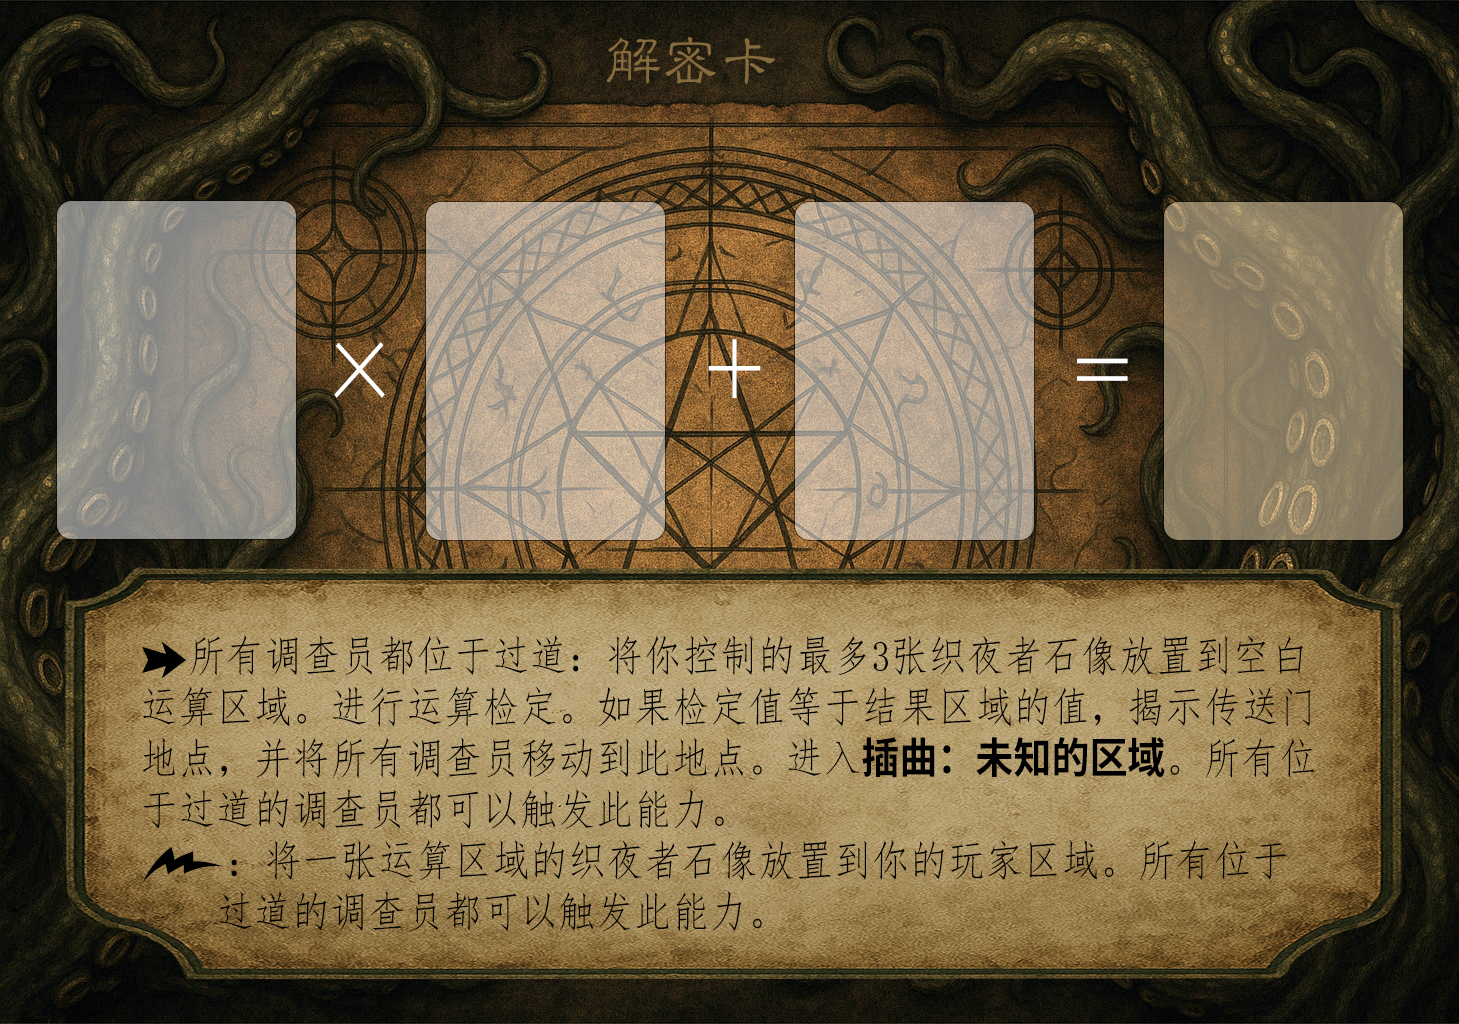 解密卡
× + =
所有调查员都位于过道：将你控制的最多3张织夜者石像放置到空白
运算区域。进行运算检定。如果检定值等于结果区域的值，揭示传送门
地点，并将所有调查员移动到此地点。进入插曲：未知的区域。所有位
于过道的调查员都可以触发此能力。
：将一张运算区域的织夜者石像放置到你的玩家区域。所有位于
过道的调查员都可以触发此能力。